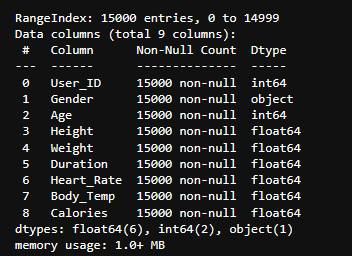 RangeIndex: 15000 entries, 0 to 14999
Data columns (total 9 columns):
 #   Column      Non-Null Count  Dtype
---  ------      --------------  -----
 0   User_ID     15000 non-null  int64
 1   Gender      15000 non-null  object
 2   Age         15000 non-null  int64
 3   Height      15000 non-null  float64
 4   Weight      15000 non-null  float64
 5   Duration    15000 non-null  float64
 6   Heart_Rate  15000 non-null  float64
 7   Body_Temp   15000 non-null  float64
 8   Calories    15000 non-null  float64
dtypes: float64(6), int64(2), object(1)
memory usage: 1.0+ MB